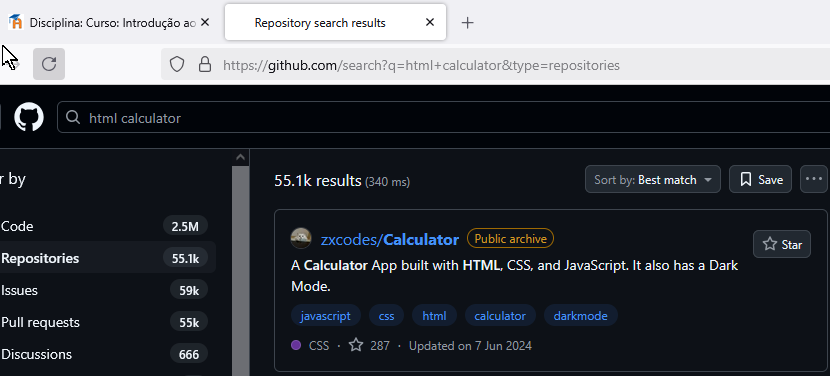 Disciplina: Curso: Introdução ao
Repository search results
https://github.com/search?q=html+calculator&type=repositories
html calculator
r by
Code 2.5M
Repositories 55.1k
Issues 59k
Pull requests 55k
Discussions 666
55.1k results (340 ms)
Sort by: Best match
Save
zxcodes/Calculator Public archive
Star
A Calculator App built with HTML, CSS, and JavaScript. It also has a Dark
Mode.
javascript css html calculator darkmode
CSS · 287 · Updated on 7 Jun 2024